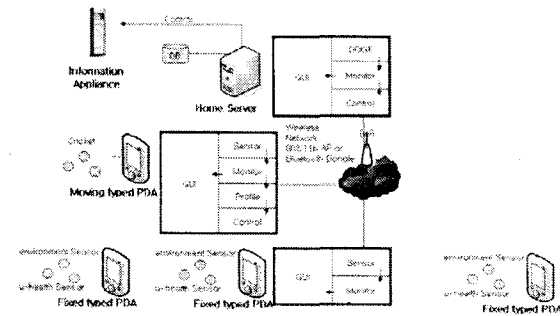 Control
DB
Information
Appliance
Home Server
GUI
Monitor
Control
Wireless
Network
802.11b AP or
Bluetooth Dongle
Cricket
Moving typed PDA
GUI
Sensor
Monitor
Profile
Control
environment Sensor
u-health Sensor
Fixed typed PDA
environment Sensor
u-health Sensor
Fixed typed PDA
GUI
Sensor
Monitor
environment Sensor
u-health Sensor
Fixed typed PDA